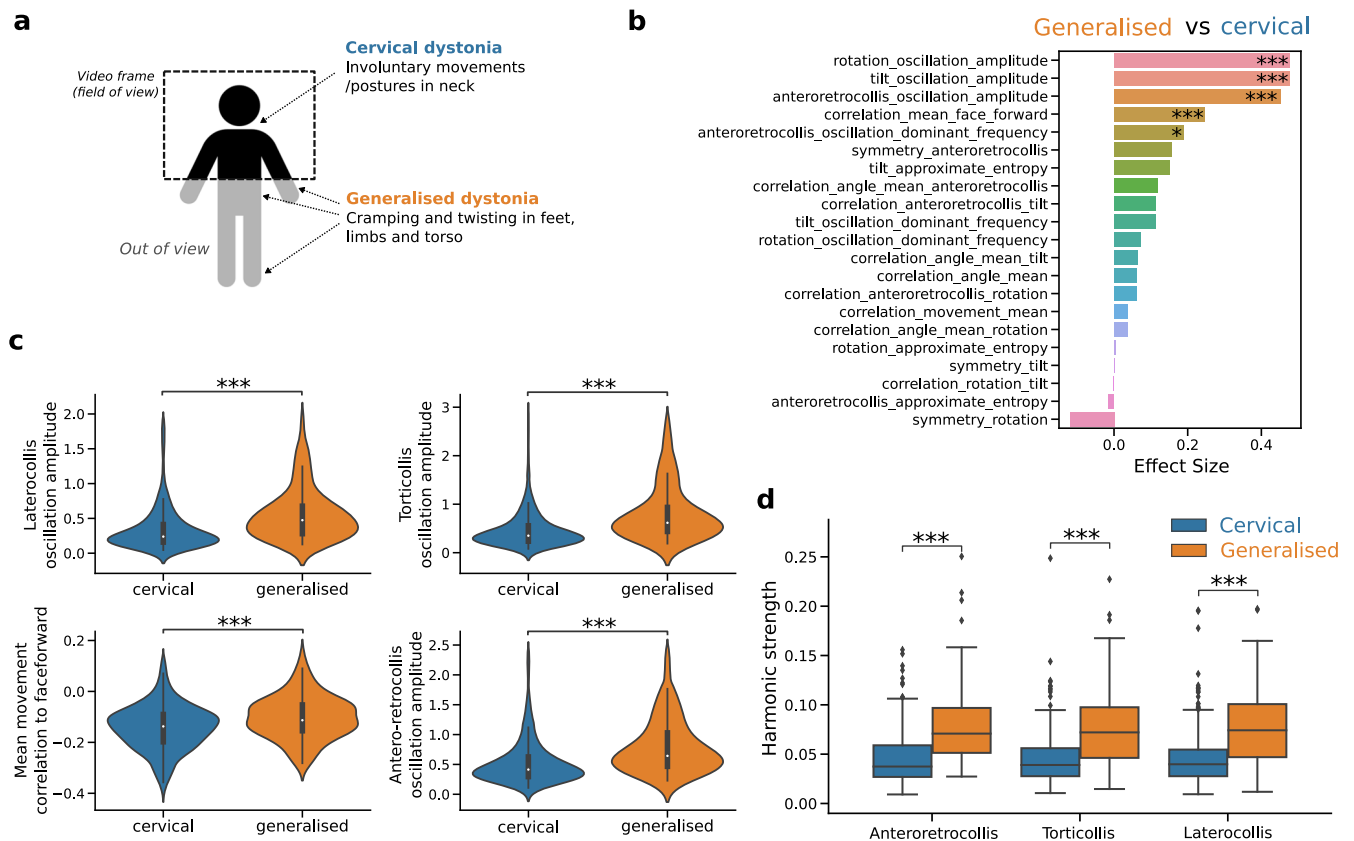 a
Video frame
(field of view)
Cervical dystonia
Involuntary movements
/postures in neck
Generalised dystonia
Cramping and twisting in feet,
limbs and torso
Out of view
b
Generalised vs cervical
rotation_oscillation_amplitude
***
tilt_oscillation_amplitude
***
anteroretrocollis_oscillation_amplitude
***
correlation_mean_face_forward
***
anteroretrocollis_oscillation_dominant_frequency
*
symmetry_anteroretrocollis
tilt_approximate_entropy
correlation_angle_mean_anteroretrocollis
correlation_anteroretrocollis_tilt
tilt_oscillation_dominant_frequency
rotation_oscillation_dominant_frequency
correlation_angle_mean_tilt
correlation_angle_mean
correlation_anteroretrocollis_rotation
correlation_movement_mean
correlation_angle_mean_rotation
rotation_approximate_entropy
symmetry_tilt
correlation_rotation_tilt
anteroretrocollis_approximate_entropy
symmetry_rotation
0.0 0.2 0.4
Effect Size
c
***
Laterocollis
oscillation amplitude
2.0
1.5
1.0
0.5
0.0
cervical generalised
***
Torticollis
oscillation amplitude
3
2
1
0
cervical generalised
***
Mean movement
correlation to faceforward
0.2
0.0
−0.2
−0.4
cervical generalised
***
Antero-retrocollis
oscillation amplitude
2.5
2.0
1.5
1.0
0.5
0.0
cervical generalised
d
Cervical
Generalised
*** *** ***
Harmonic strength
0.25
0.20
0.15
0.10
0.05
0.00
Anteroretrocollis Torticollis Laterocollis